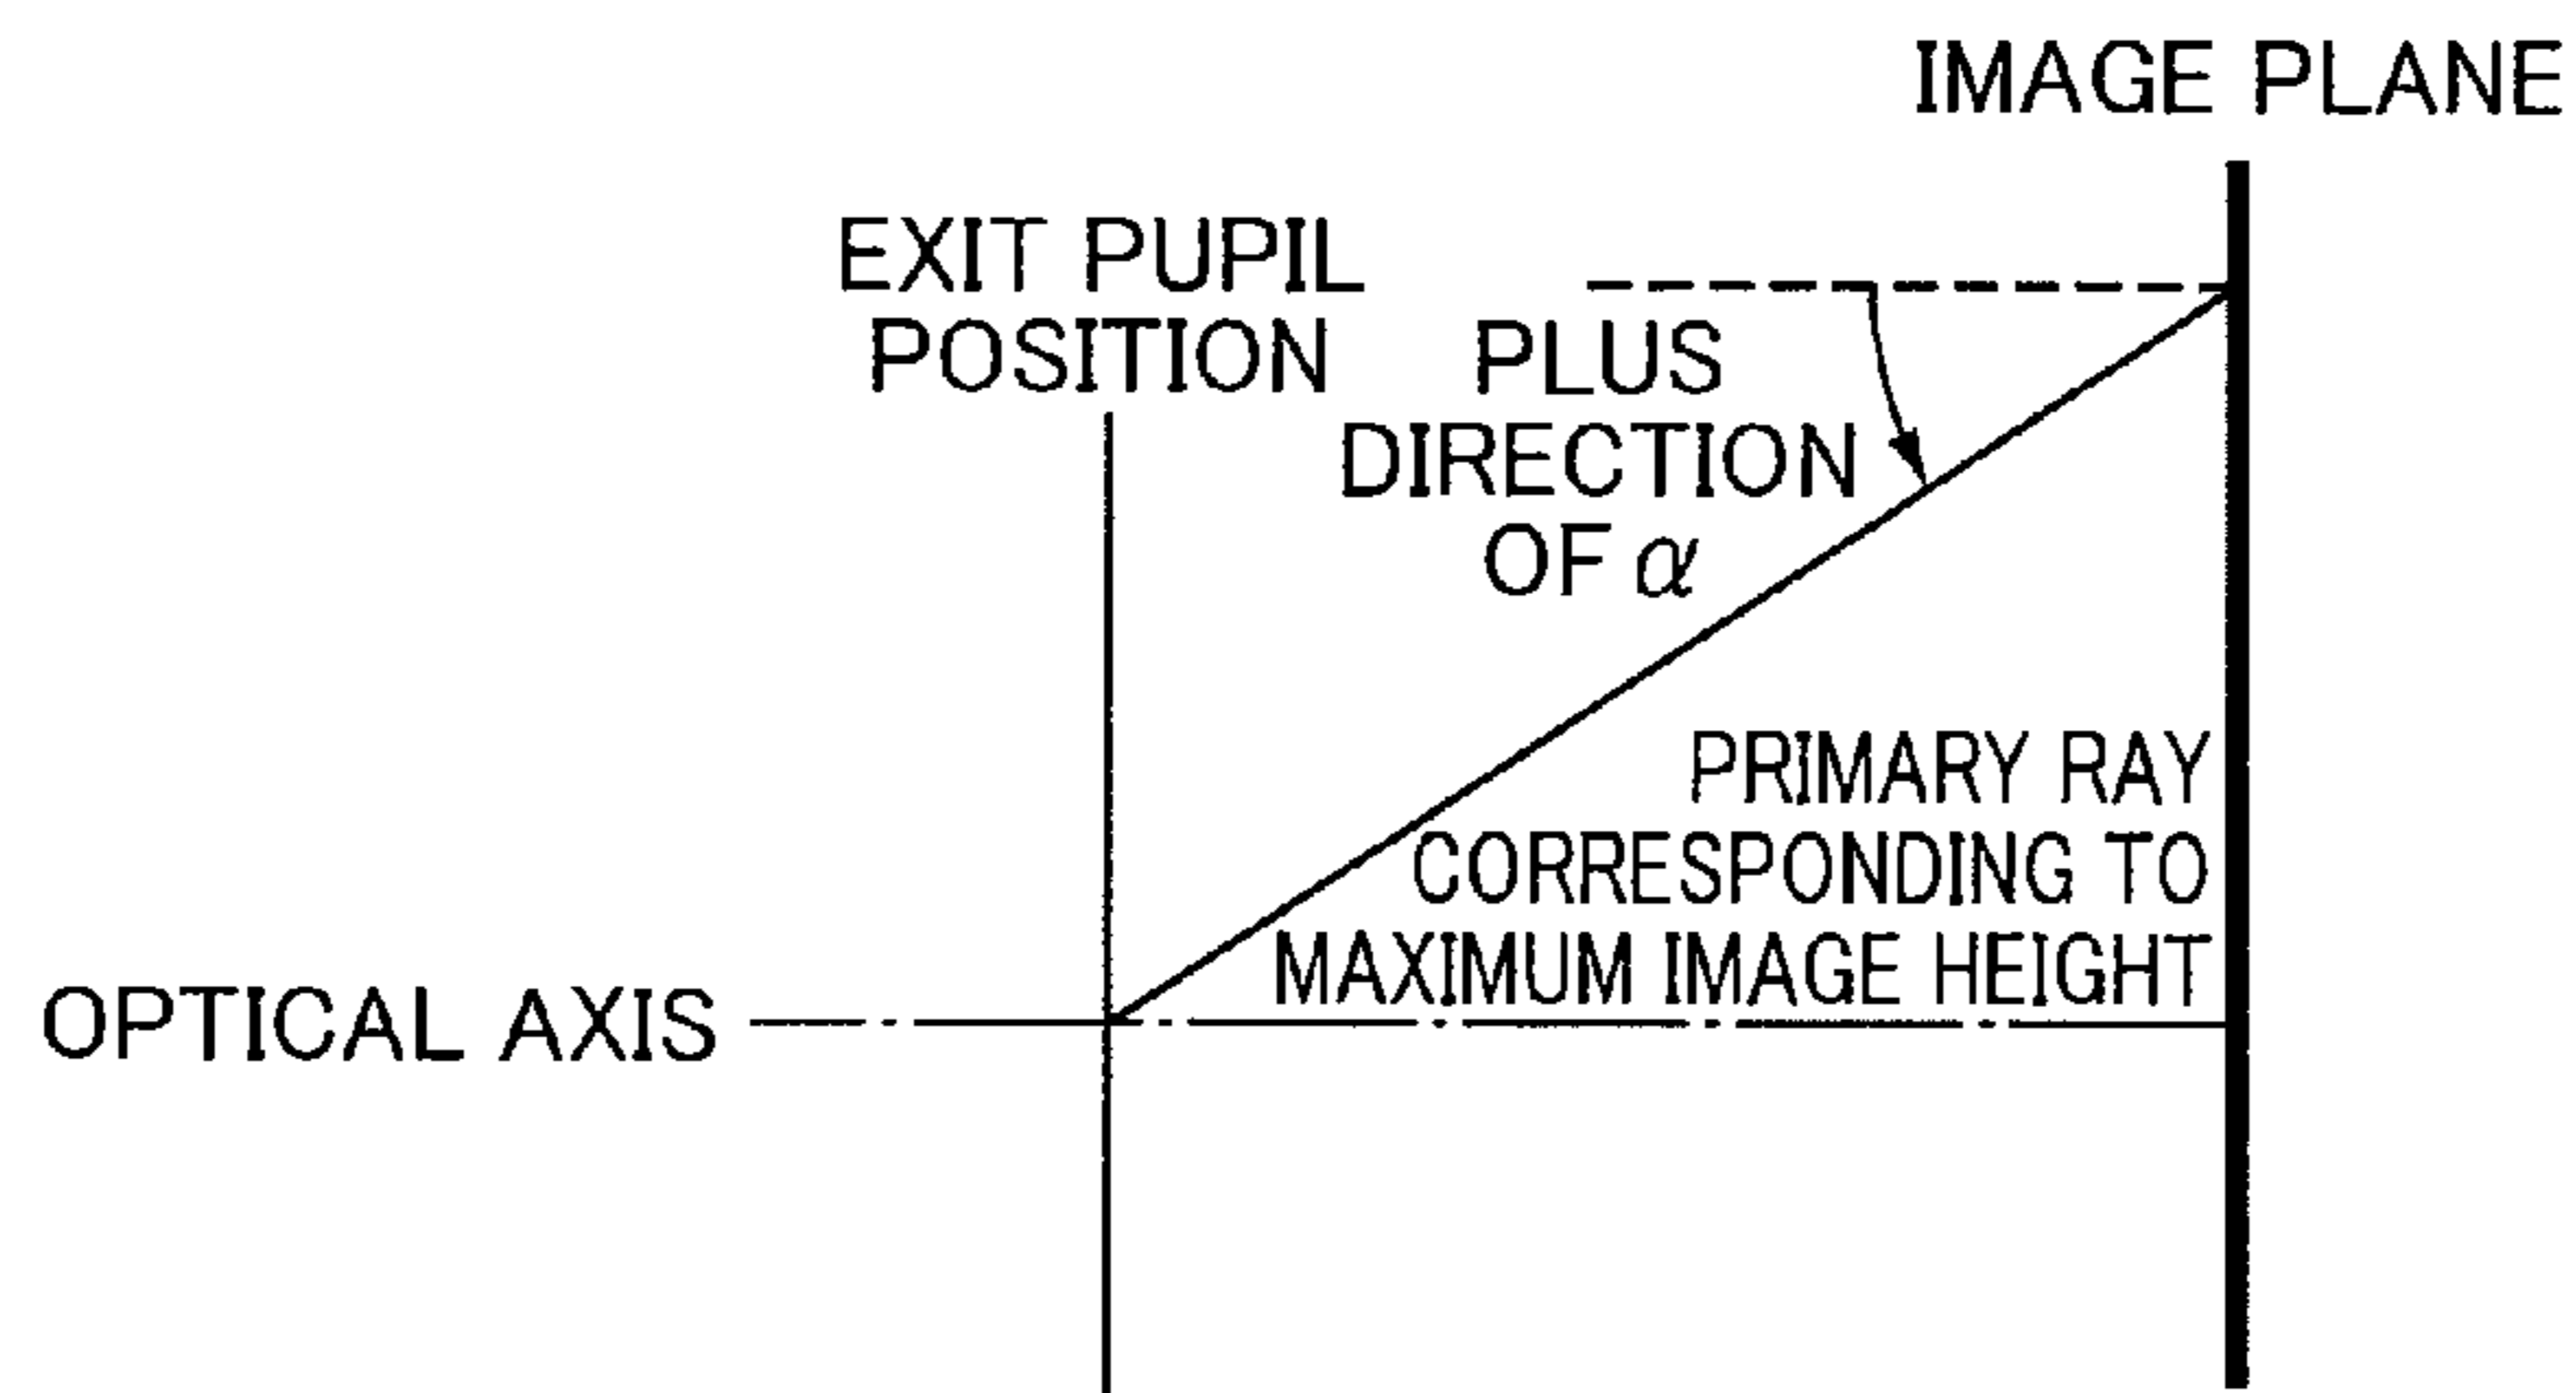 IMAGE PLANE
EXIT PUPIL
POSITION
PLUS
DIRECTION
OF α
PRIMARY RAY
CORRESPONDING TO
MAXIMUM IMAGE HEIGHT
OPTICAL AXIS